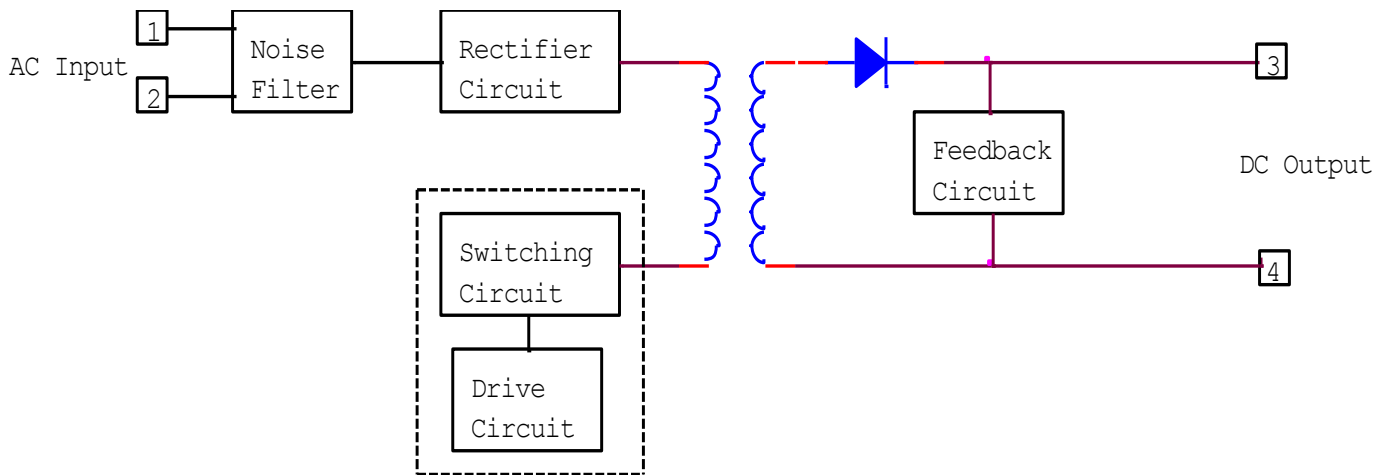 1
AC Input
2
Noise
Filter
Rectifier
Circuit
3
Feedback
Circuit
DC Output
4
Switching
Circuit
Drive
Circuit